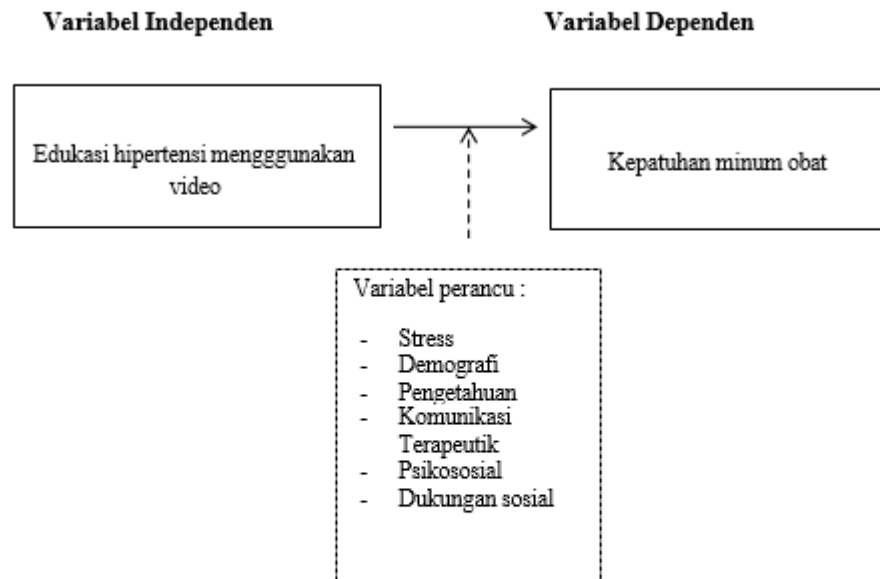 Variabel Independen
Variabel Dependen
Edukasi hipertensi mengggunakan
video
Kepatuhan minum obat
Variabel perancu :
- Stress
- Demografi
- Pengetahuan
- Komunikasi
Terapeutik
- Psikososial
- Dukungan sosial